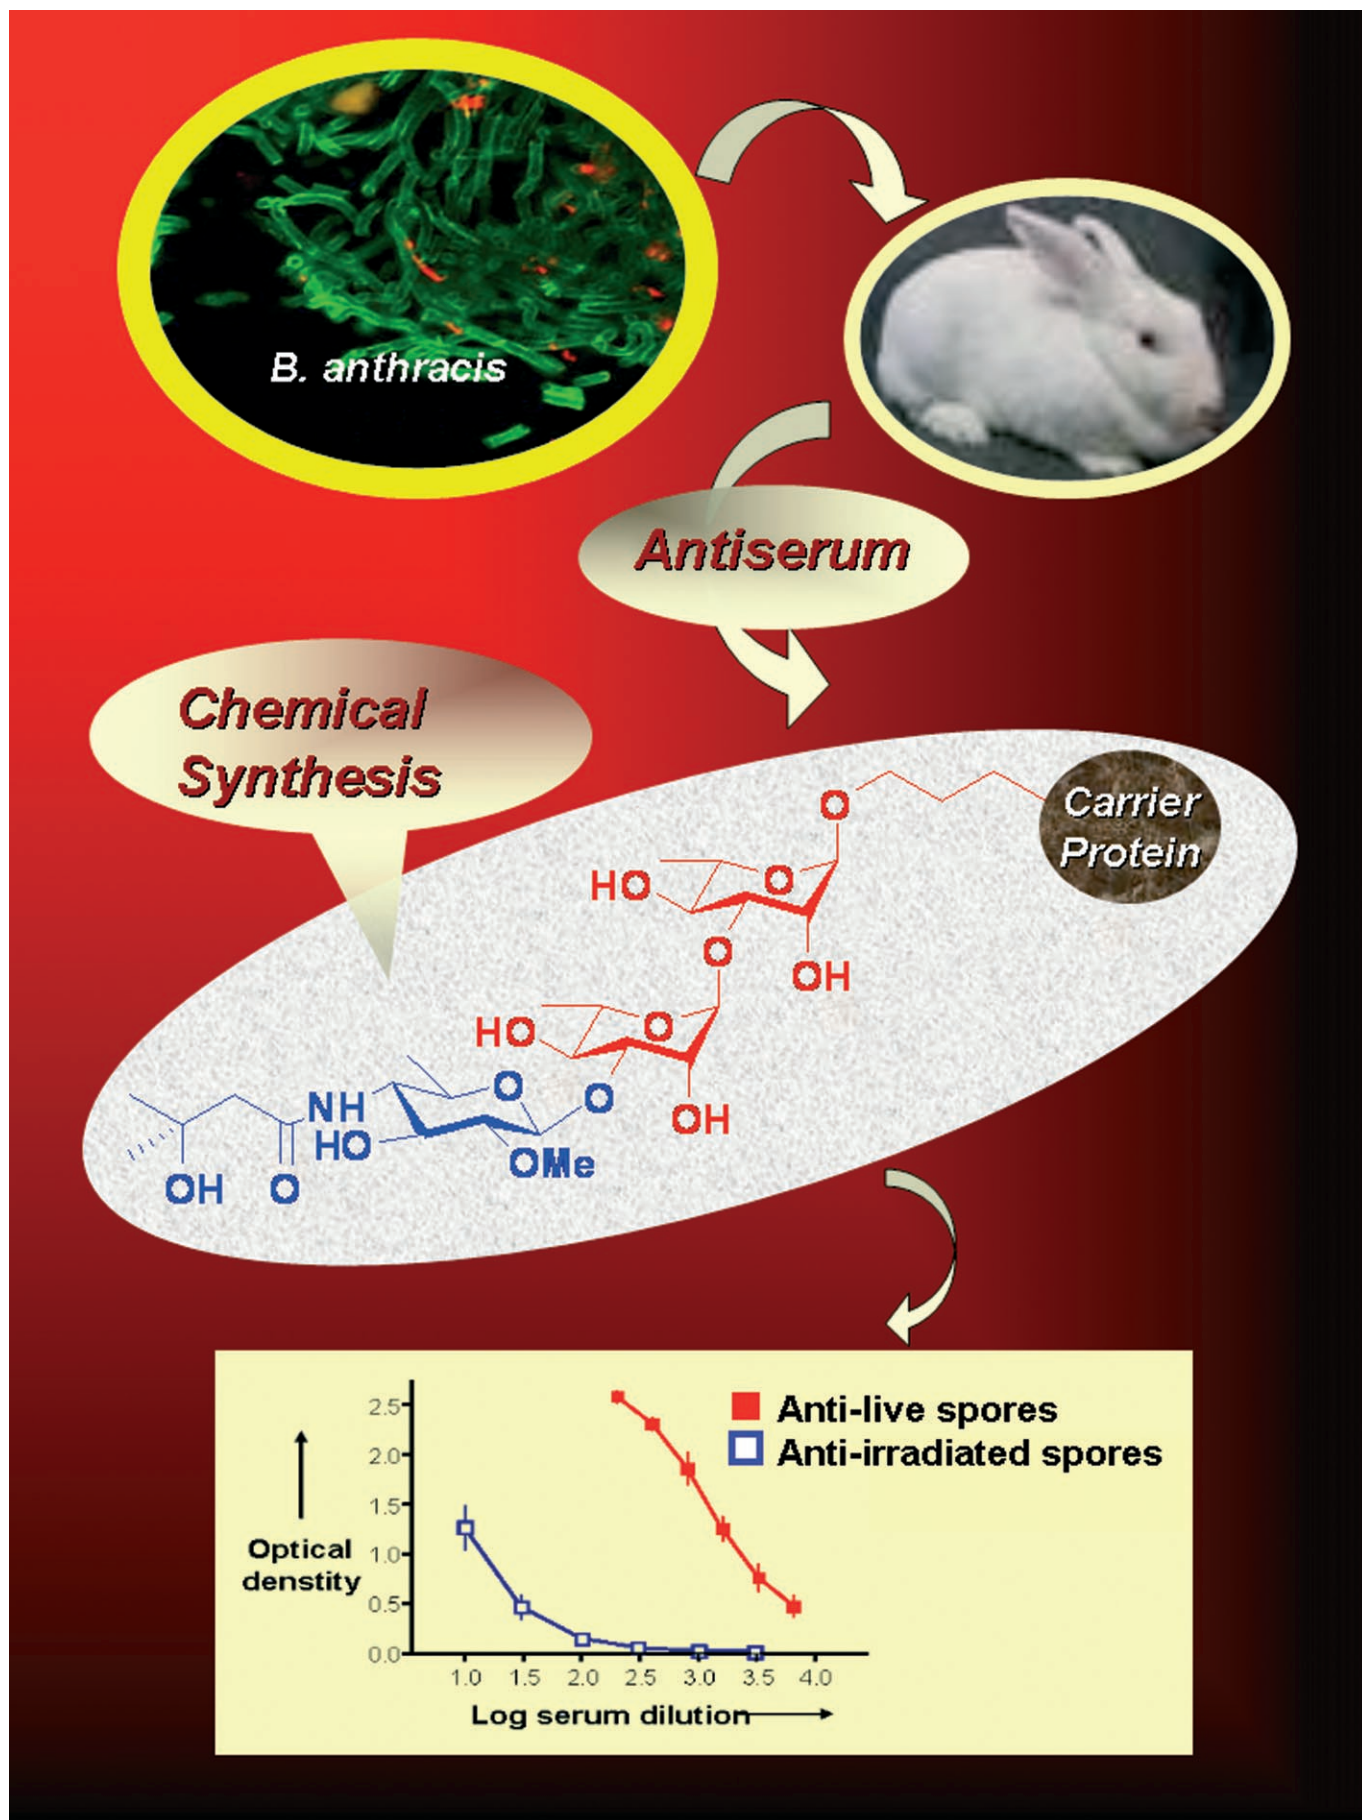 B. anthracis
Antiserum
Chemical
Synthesis
Carrier
Protein
O
HO
O
O
OH
HO
O
OH
NH
O
O
HO
OMe
OH
O
Anti-live spores
Anti-irradiated spores
2.5
2.0
1.5
1.0
0.5
0.0
Optical
denstity
1.0 1.5 2.0 2.5 3.0 3.5 4.0
Log serum dilution